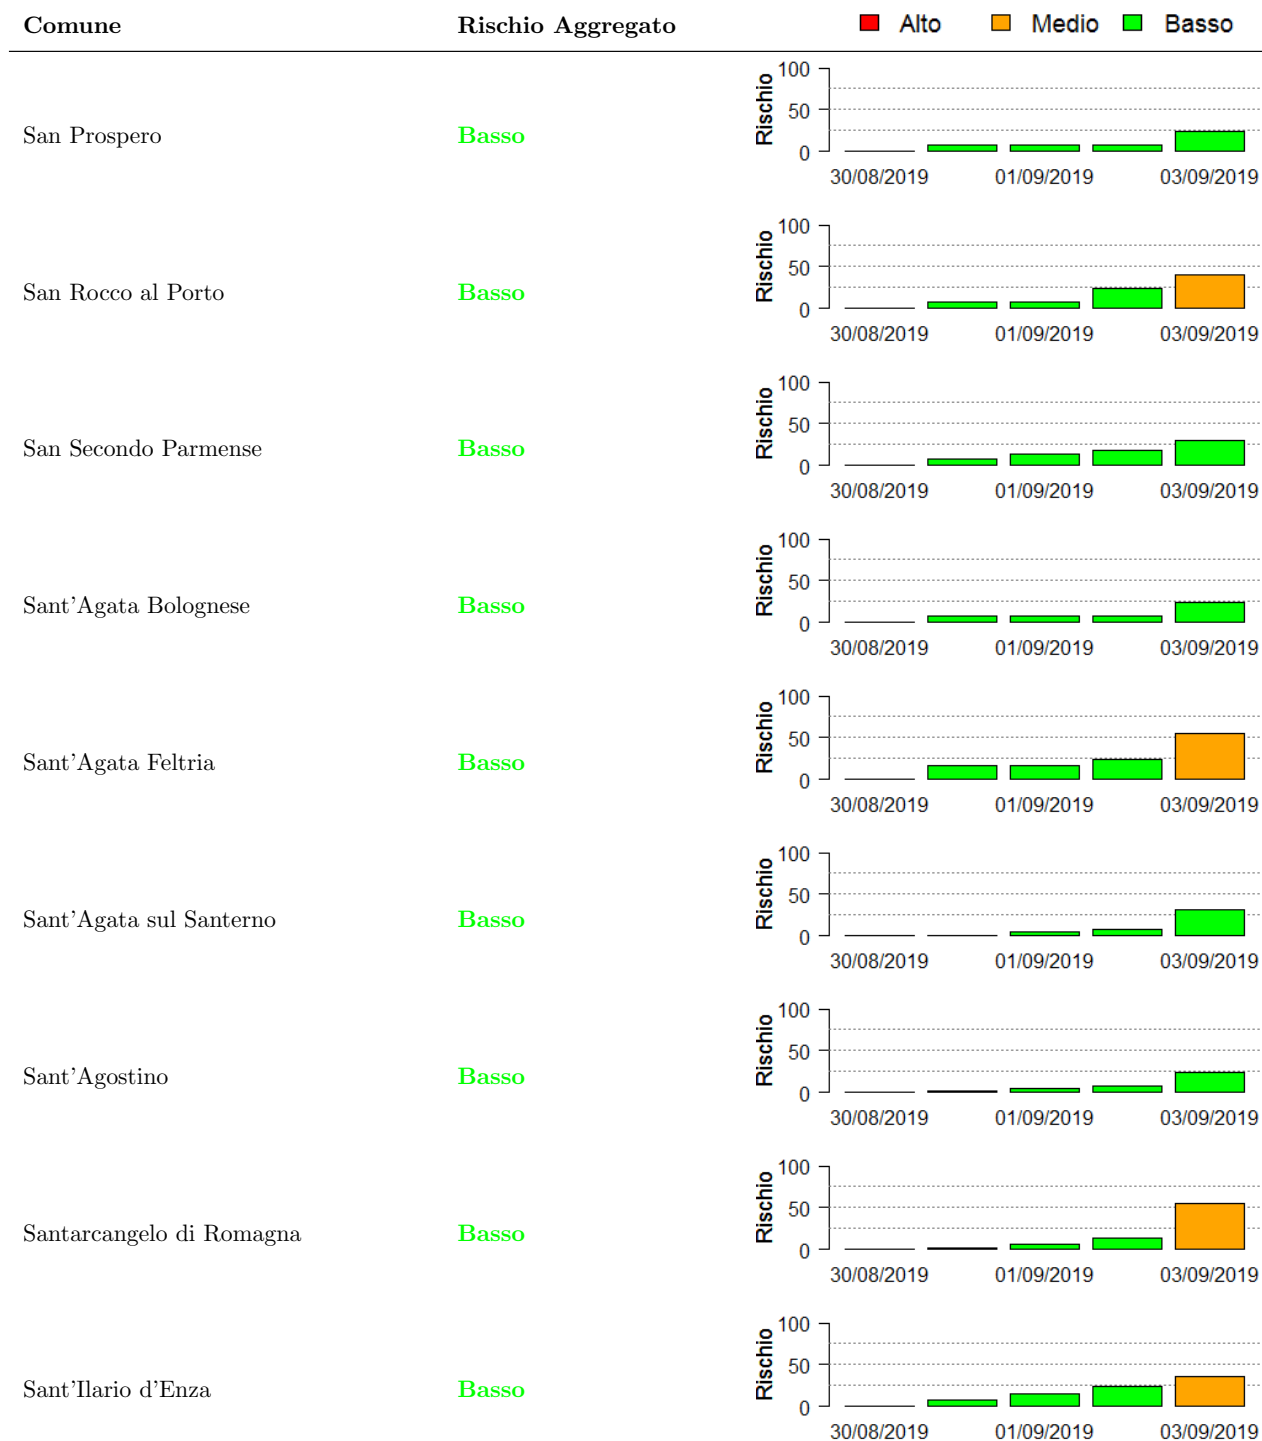 Comune Rischio Aggregato Alto Medio Basso
San Prospero Basso
Rischio
100
50
0
30/08/2019 01/09/2019 03/09/2019
San Rocco al Porto Basso
Rischio
100
50
0
30/08/2019 01/09/2019 03/09/2019
San Secondo Parmense Basso
Rischio
100
50
0
30/08/2019 01/09/2019 03/09/2019
Sant'Agata Bolognese Basso
Rischio
100
50
0
30/08/2019 01/09/2019 03/09/2019
Sant'Agata Feltria Basso
Rischio
100
50
0
30/08/2019 01/09/2019 03/09/2019
Sant'Agata sul Santerno Basso
Rischio
100
50
0
30/08/2019 01/09/2019 03/09/2019
Sant'Agostino Basso
Rischio
100
50
0
30/08/2019 01/09/2019 03/09/2019
Santarcangelo di Romagna Basso
Rischio
100
50
0
30/08/2019 01/09/2019 03/09/2019
Sant'Ilario d'Enza Basso
Rischio
100
50
0
30/08/2019 01/09/2019 03/09/2019